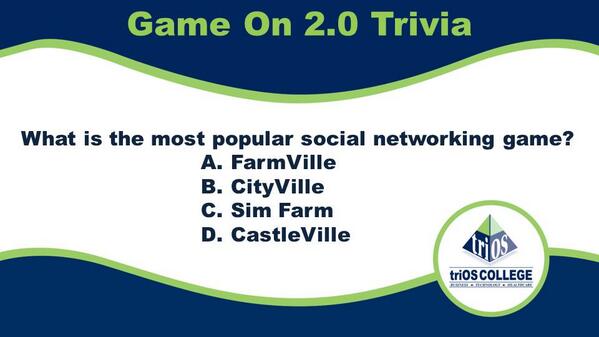 Game On 2.0 Trivia
What is the most popular social networking game?
A. FarmVille
B. CityVille
C. Sim Farm
D. CastleVille
triOS
triOS COLLEGE
BUSINESS • TECHNOLOGY • HEALTHCARE